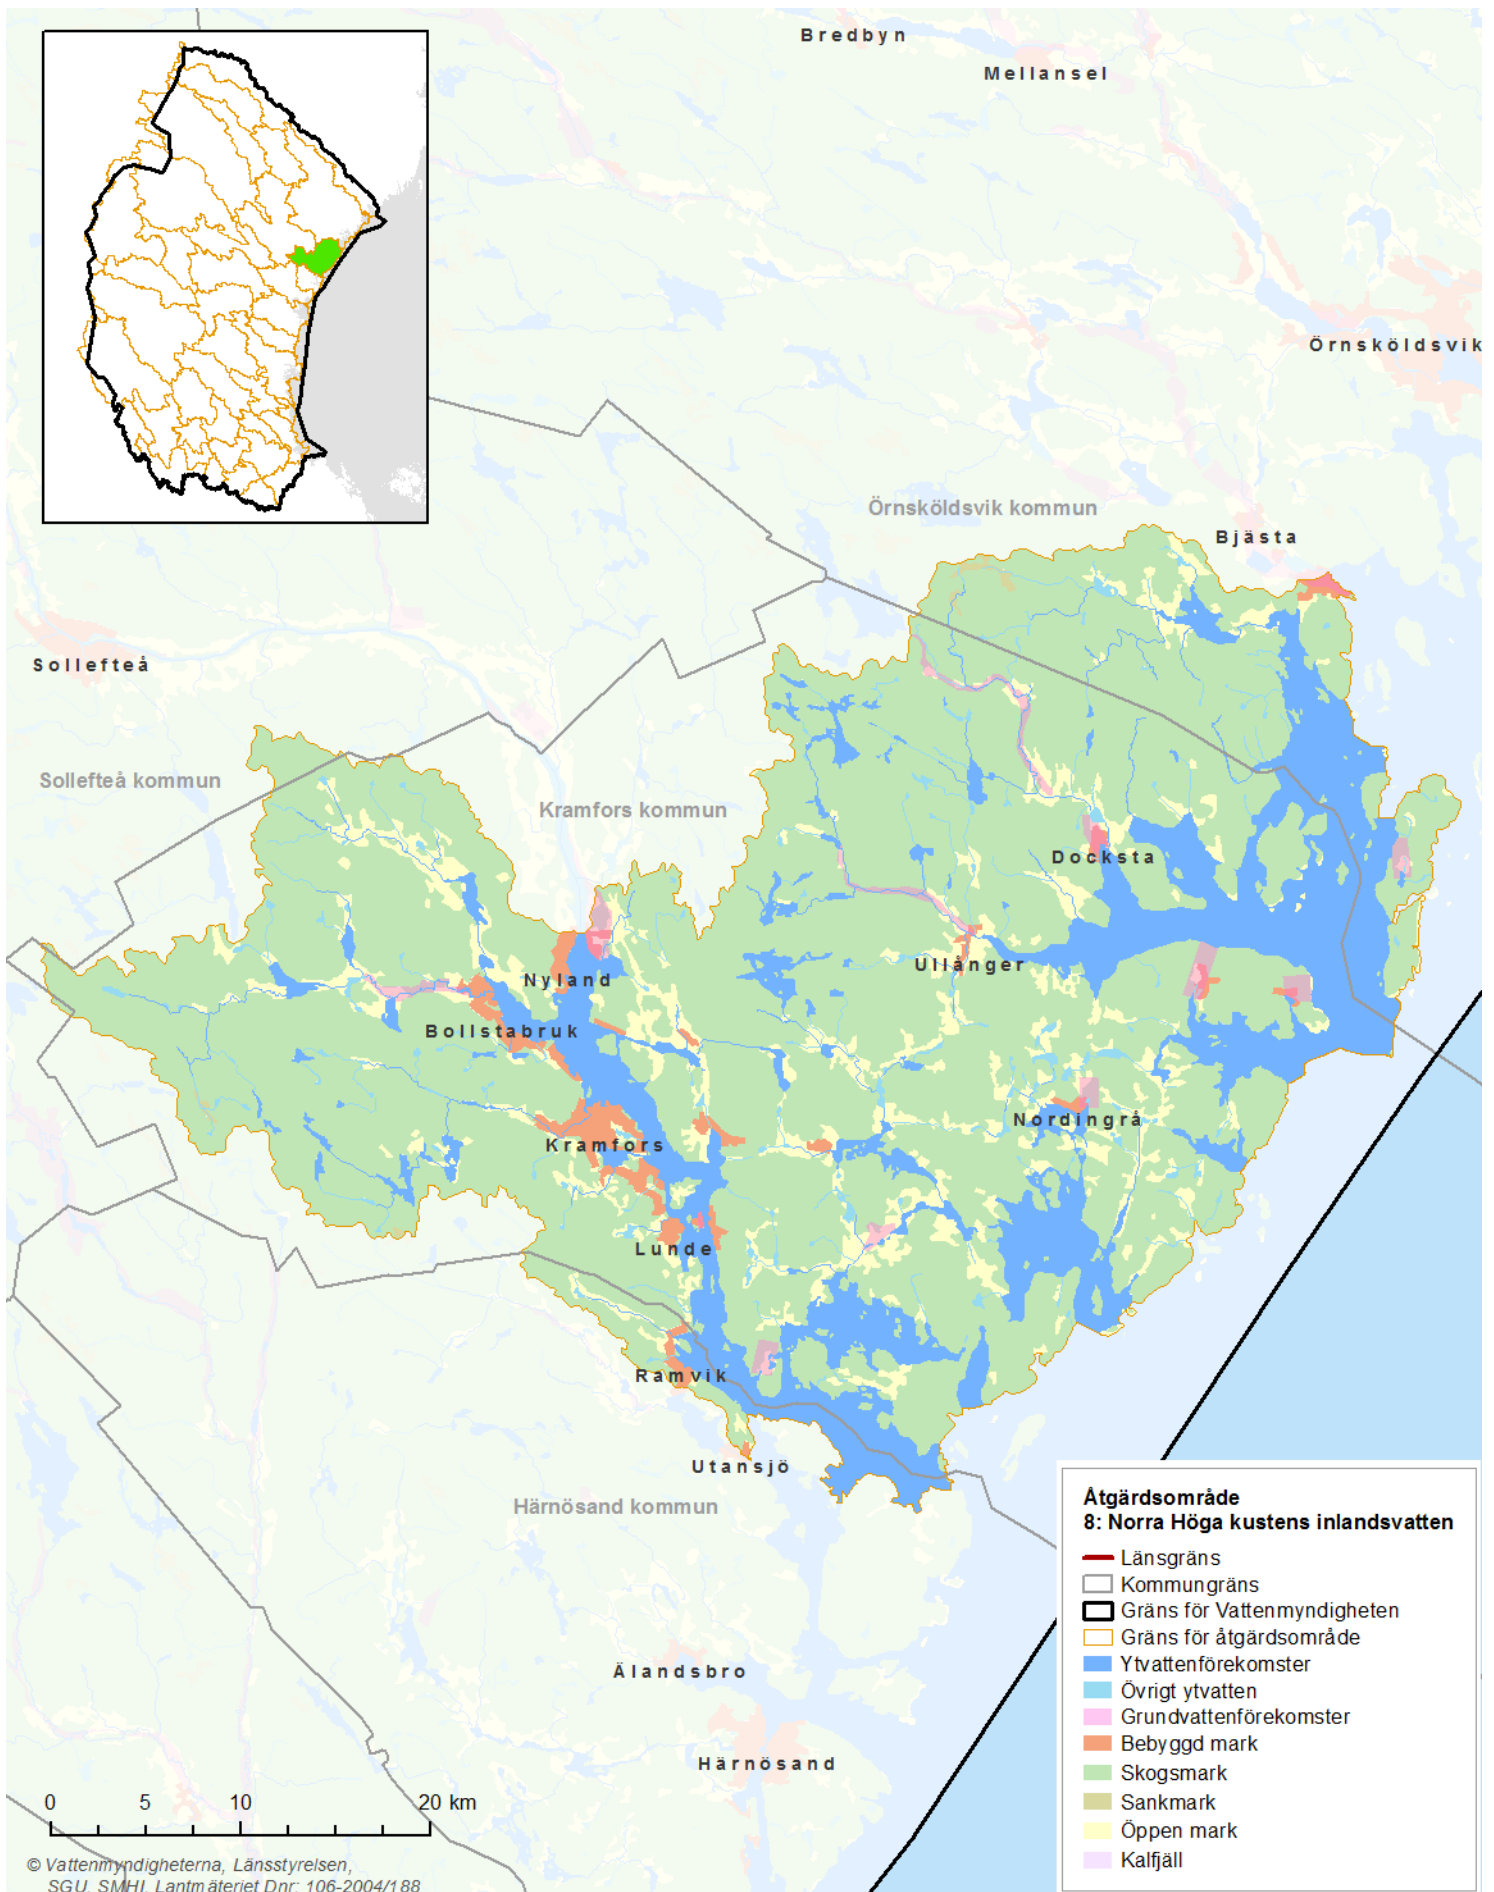 Bredbyn
Mellansel
Örnsköldsvik
Örnsköldsvik kommun
Bjästa
Sollefteå
Sollefteå kommun
Kramfors kommun
Docksta
Ullånger
Nyland
Bollstabruk
Nordingrå
Kramfors
Lunde
Ramvik
Utansjö
Härnösand kommun
Älandsbro
Härnösand
Åtgärdsområde
8: Norra Höga kustens inlandsvatten
Länsgräns
Kommungräns
Gräns för Vattenmyndigheten
Gräns för åtgärdsområde
Ytvattenförekomster
Övrigt ytvatten
Grundvattenförekomster
Bebyggd mark
Skogsmark
Sankmark
Öppen mark
Kalfjäll
0 5 10 20 km
© Vattenmyndigheterna, Länsstyrelsen,
SGU, SMHI, Lantmäteriet Dnr: 106-2004/188